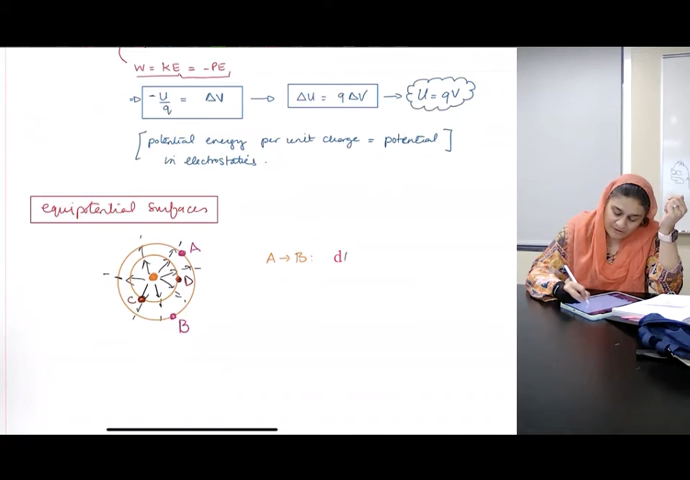 W = KE = -PE
-U/q = ΔV → ΔU = qΔV → U = qV
[potential energy per unit charge = potential]
in electrostatics.
equipotential surfaces
A
D
C
B
A → B: d